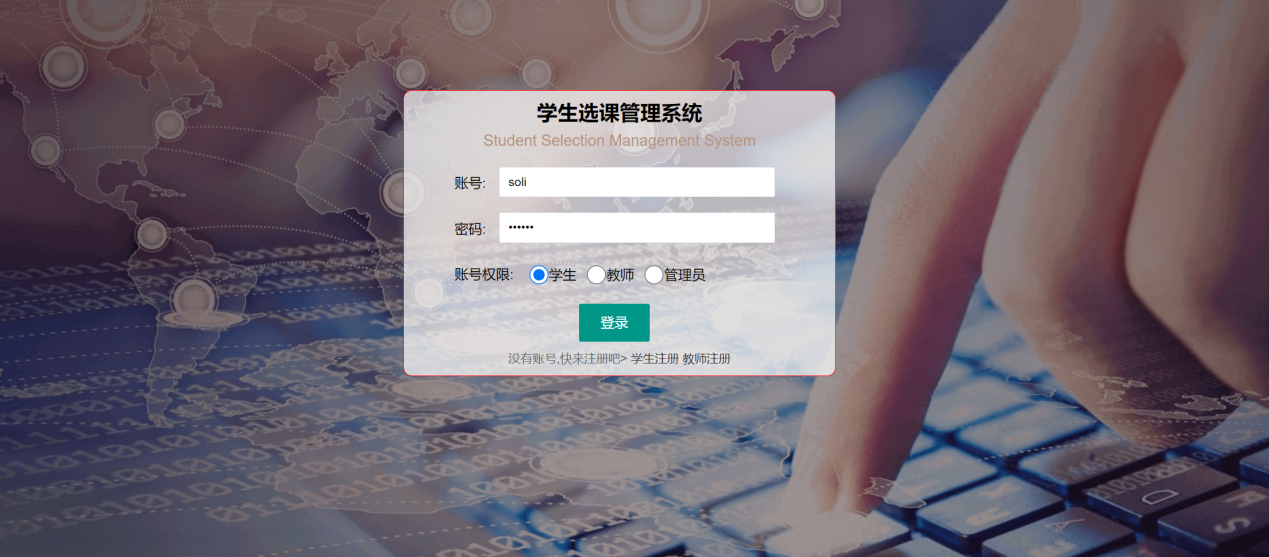 学生选课管理系统
Student Selection Management System
账号: soli
密码: ••••••
账号权限: 学生 教师 管理员
登录
没有账号,快来注册吧> 学生注册 教师注册